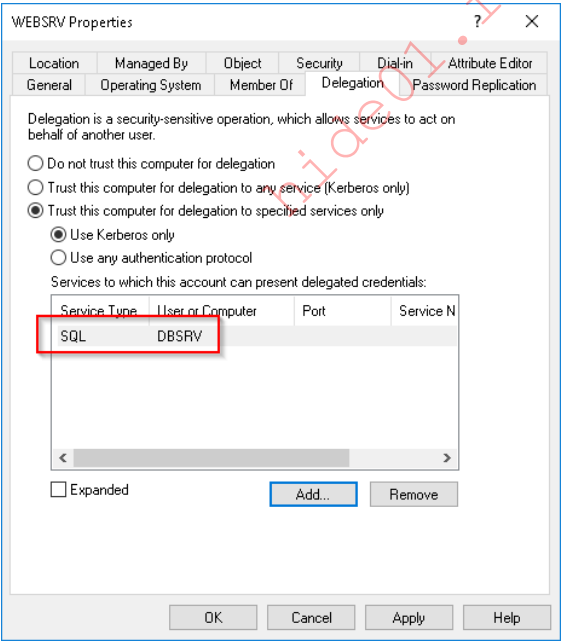 WEBSRV Properties
Location Managed By Object Security Dial-in Attribute Editor
General Operating System Member Of Delegation Password Replication
Delegation is a security-sensitive operation, which allows services to act on
behalf of another user.
Do not trust this computer for delegation
Trust this computer for delegation to any service (Kerberos only)
Trust this computer for delegation to specified services only
Use Kerberos only
Use any authentication protocol
Services to which this account can present delegated credentials:
Service Type User or Computer Port Service N
SQL DBSRV
Expanded
Add... Remove
OK Cancel Apply Help